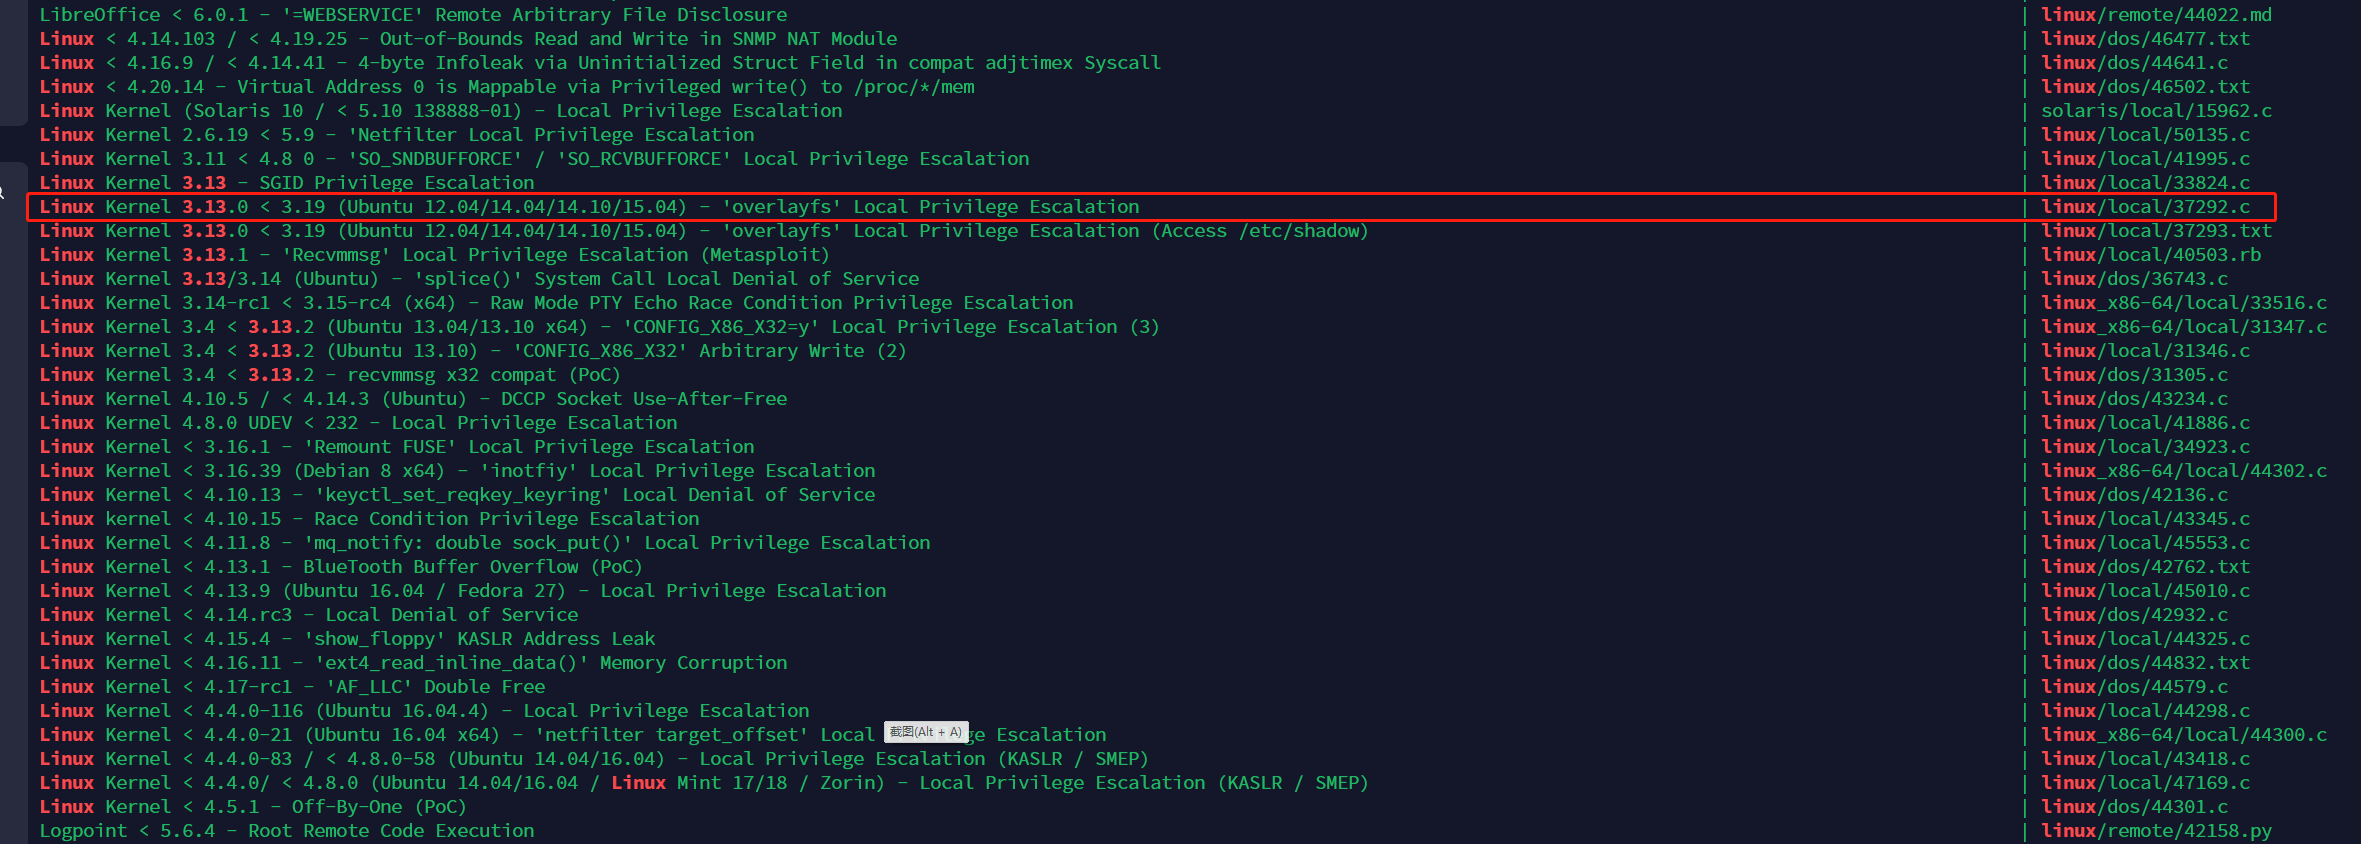 LibreOffice < 6.0.1 - '=WEBSERVICE' Remote Arbitrary File Disclosure | linux/remote/44022.md
Linux < 4.14.103 / < 4.19.25 - Out-of-Bounds Read and Write in SNMP NAT Module | linux/dos/46477.txt
Linux < 4.16.9 / < 4.14.41 - 4-byte Infoleak via Uninitialized Struct Field in compat adjtimex Syscall | linux/dos/44641.c
Linux < 4.20.14 - Virtual Address 0 is Mappable via Privileged write() to /proc/*/mem | linux/dos/46502.txt
Linux Kernel (Solaris 10 / < 5.10 138888-01) - Local Privilege Escalation | solaris/local/15962.c
Linux Kernel 2.6.19 < 5.9 - 'Netfilter Local Privilege Escalation | linux/local/50135.c
Linux Kernel 3.11 < 4.8 0 - 'SO_SNDBUFFORCE' / 'SO_RCVBUFFORCE' Local Privilege Escalation | linux/local/41995.c
Linux Kernel 3.13 - SGID Privilege Escalation | linux/local/33824.c
Linux Kernel 3.13.0 < 3.19 (Ubuntu 12.04/14.04/14.10/15.04) - 'overlayfs' Local Privilege Escalation | linux/local/37292.c
Linux Kernel 3.13.0 < 3.19 (Ubuntu 12.04/14.04/14.10/15.04) - 'overlayfs' Local Privilege Escalation (Access /etc/shadow) | linux/local/37293.txt
Linux Kernel 3.13.1 - 'Recvmmsg' Local Privilege Escalation (Metasploit) | linux/local/40503.rb
Linux Kernel 3.13/3.14 (Ubuntu) - 'splice()' System Call Local Denial of Service | linux/dos/36743.c
Linux Kernel 3.14-rc1 < 3.15-rc4 (x64) - Raw Mode PTY Echo Race Condition Privilege Escalation | linux_x86-64/local/33516.c
Linux Kernel 3.4 < 3.13.2 (Ubuntu 13.04/13.10 x64) - 'CONFIG_X86_X32=y' Local Privilege Escalation (3) | linux_x86-64/local/31347.c
Linux Kernel 3.4 < 3.13.2 (Ubuntu 13.10) - 'CONFIG_X86_X32' Arbitrary Write (2) | linux/local/31346.c
Linux Kernel 3.4 < 3.13.2 - recvmmsg x32 compat (PoC) | linux/dos/31305.c
Linux Kernel 4.10.5 / < 4.14.3 (Ubuntu) - DCCP Socket Use-After-Free | linux/dos/43234.c
Linux Kernel 4.8.0 UDEV < 232 - Local Privilege Escalation | linux/local/41886.c
Linux Kernel < 3.16.1 - 'Remount FUSE' Local Privilege Escalation | linux/local/34923.c
Linux Kernel < 3.16.39 (Debian 8 x64) - 'inotfiy' Local Privilege Escalation | linux_x86-64/local/44302.c
Linux Kernel < 4.10.13 - 'keyctl_set_reqkey_keyring' Local Denial of Service | linux/dos/42136.c
Linux kernel < 4.10.15 - Race Condition Privilege Escalation | linux/local/43345.c
Linux Kernel < 4.11.8 - 'mq_notify: double sock_put()' Local Privilege Escalation | linux/local/45553.c
Linux Kernel < 4.13.1 - BlueTooth Buffer Overflow (PoC) | linux/dos/42762.txt
Linux Kernel < 4.13.9 (Ubuntu 16.04 / Fedora 27) - Local Privilege Escalation | linux/local/45010.c
Linux Kernel < 4.14.rc3 - Local Denial of Service | linux/dos/42932.c
Linux Kernel < 4.15.4 - 'show_floppy' KASLR Address Leak | linux/local/44325.c
Linux Kernel < 4.16.11 - 'ext4_read_inline_data()' Memory Corruption | linux/dos/44832.txt
Linux Kernel < 4.17-rc1 - 'AF_LLC' Double Free | linux/dos/44579.c
Linux Kernel < 4.4.0-116 (Ubuntu 16.04.4) - Local Privilege Escalation | linux/local/44298.c
Linux Kernel < 4.4.0-21 (Ubuntu 16.04 x64) - 'netfilter target_offset' Local 截图(Alt + A) Escalation | linux_x86-64/local/44300.c
Linux Kernel < 4.4.0-83 / < 4.8.0-58 (Ubuntu 14.04/16.04) - Local Privilege Escalation (KASLR / SMEP) | linux/local/43418.c
Linux Kernel < 4.4.0/ < 4.8.0 (Ubuntu 14.04/16.04 / Linux Mint 17/18 / Zorin) - Local Privilege Escalation (KASLR / SMEP) | linux/local/47169.c
Linux Kernel < 4.5.1 - Off-By-One (PoC) | linux/dos/44301.c
Logpoint < 5.6.4 - Root Remote Code Execution | linux/remote/42158.py